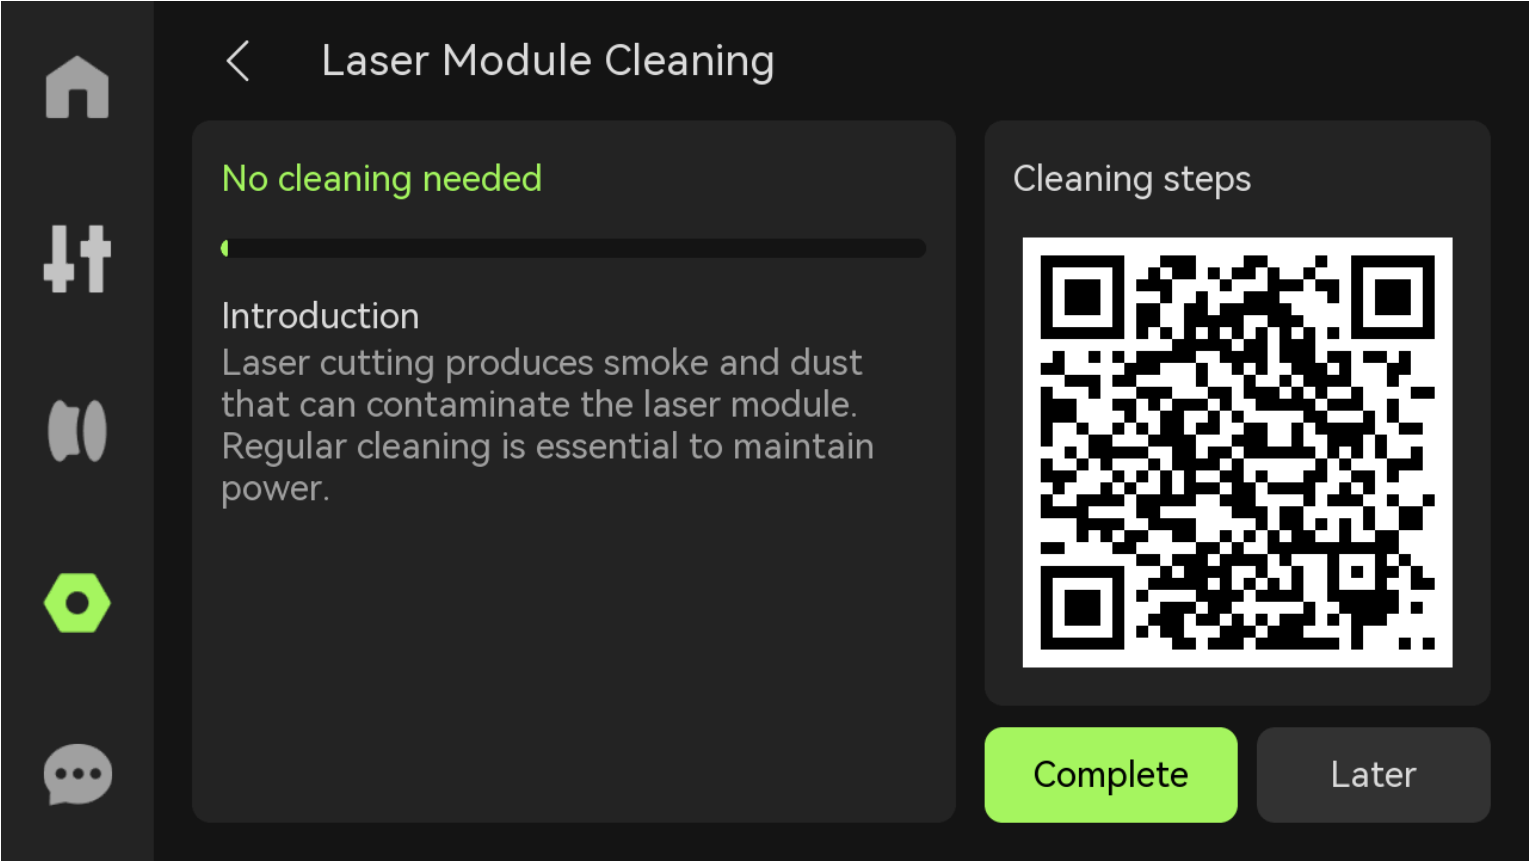 Laser Module Cleaning
No cleaning needed
Introduction
Laser cutting produces smoke and dust
that can contaminate the laser module.
Regular cleaning is essential to maintain
power.
Cleaning steps
Complete
Later